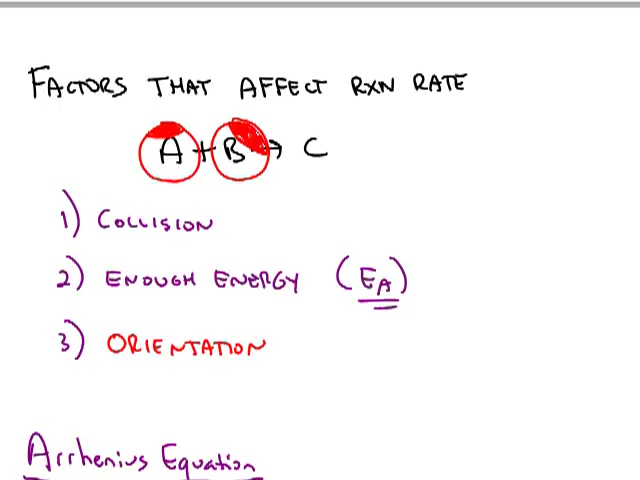 FACTORS THAT AFFECT RXN RATE
A + B → C
1) COLLISION
2) ENOUGH ENERGY (EA)
3) ORIENTATION
Arrhenius Equation